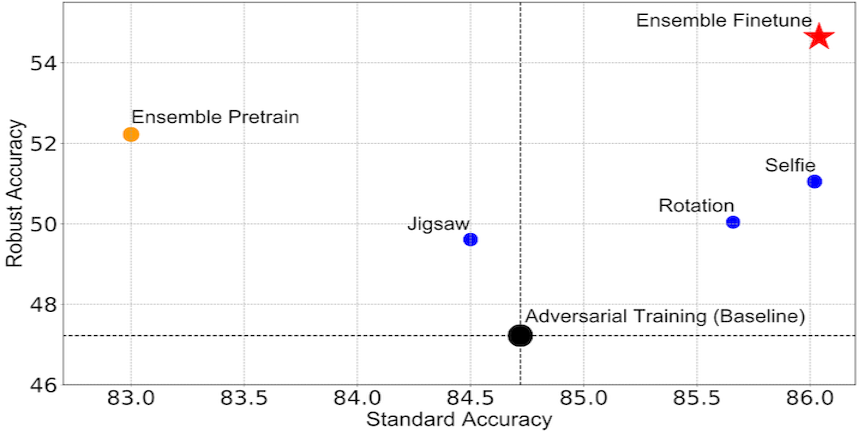 Ensemble Finetune
54
Ensemble Pretrain
52
Selfie
Rotation
50
Jigsaw
48
Adversarial Training (Baseline)
46
Robust Accuracy
83.0 83.5 84.0 84.5 85.0 85.5 86.0
Standard Accuracy